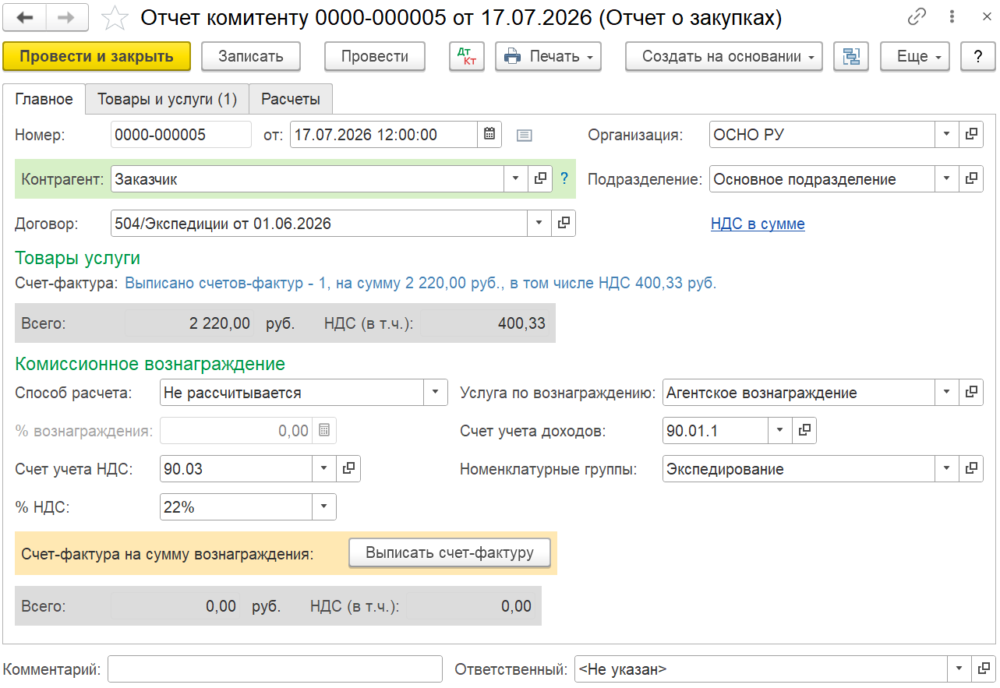 Отчет комитенту 0000-000005 от 17.07.2026 (Отчет о закупках)
Провести и закрыть Записать Провести Дт Кт Печать Создать на основании Еще ?
Главное Товары и услуги (1) Расчеты
Номер: 0000-000005 от: 17.07.2026 12:00:00 Организация: ОСНО РУ
Контрагент: Заказчик ? Подразделение: Основное подразделение
Договор: 504/Экспедиции от 01.06.2026 НДС в сумме
Товары услуги
Счет-фактура: Выписано счетов-фактур - 1, на сумму 2 220,00 руб., в том числе НДС 400,33 руб.
Всего: 2 220,00 руб. НДС (в т.ч.): 400,33
Комиссионное вознаграждение
Способ расчета: Не рассчитывается Услуга по вознаграждению: Агентское вознаграждение
% вознаграждения: 0,00 Счет учета доходов: 90.01.1
Счет учета НДС: 90.03 Номенклатурные группы: Экспедирование
% НДС: 22%
Счет-фактура на сумму вознаграждения: Выписать счет-фактуру
Всего: 0,00 руб. НДС (в т.ч.): 0,00
Комментарий: Ответственный: <Не указан>